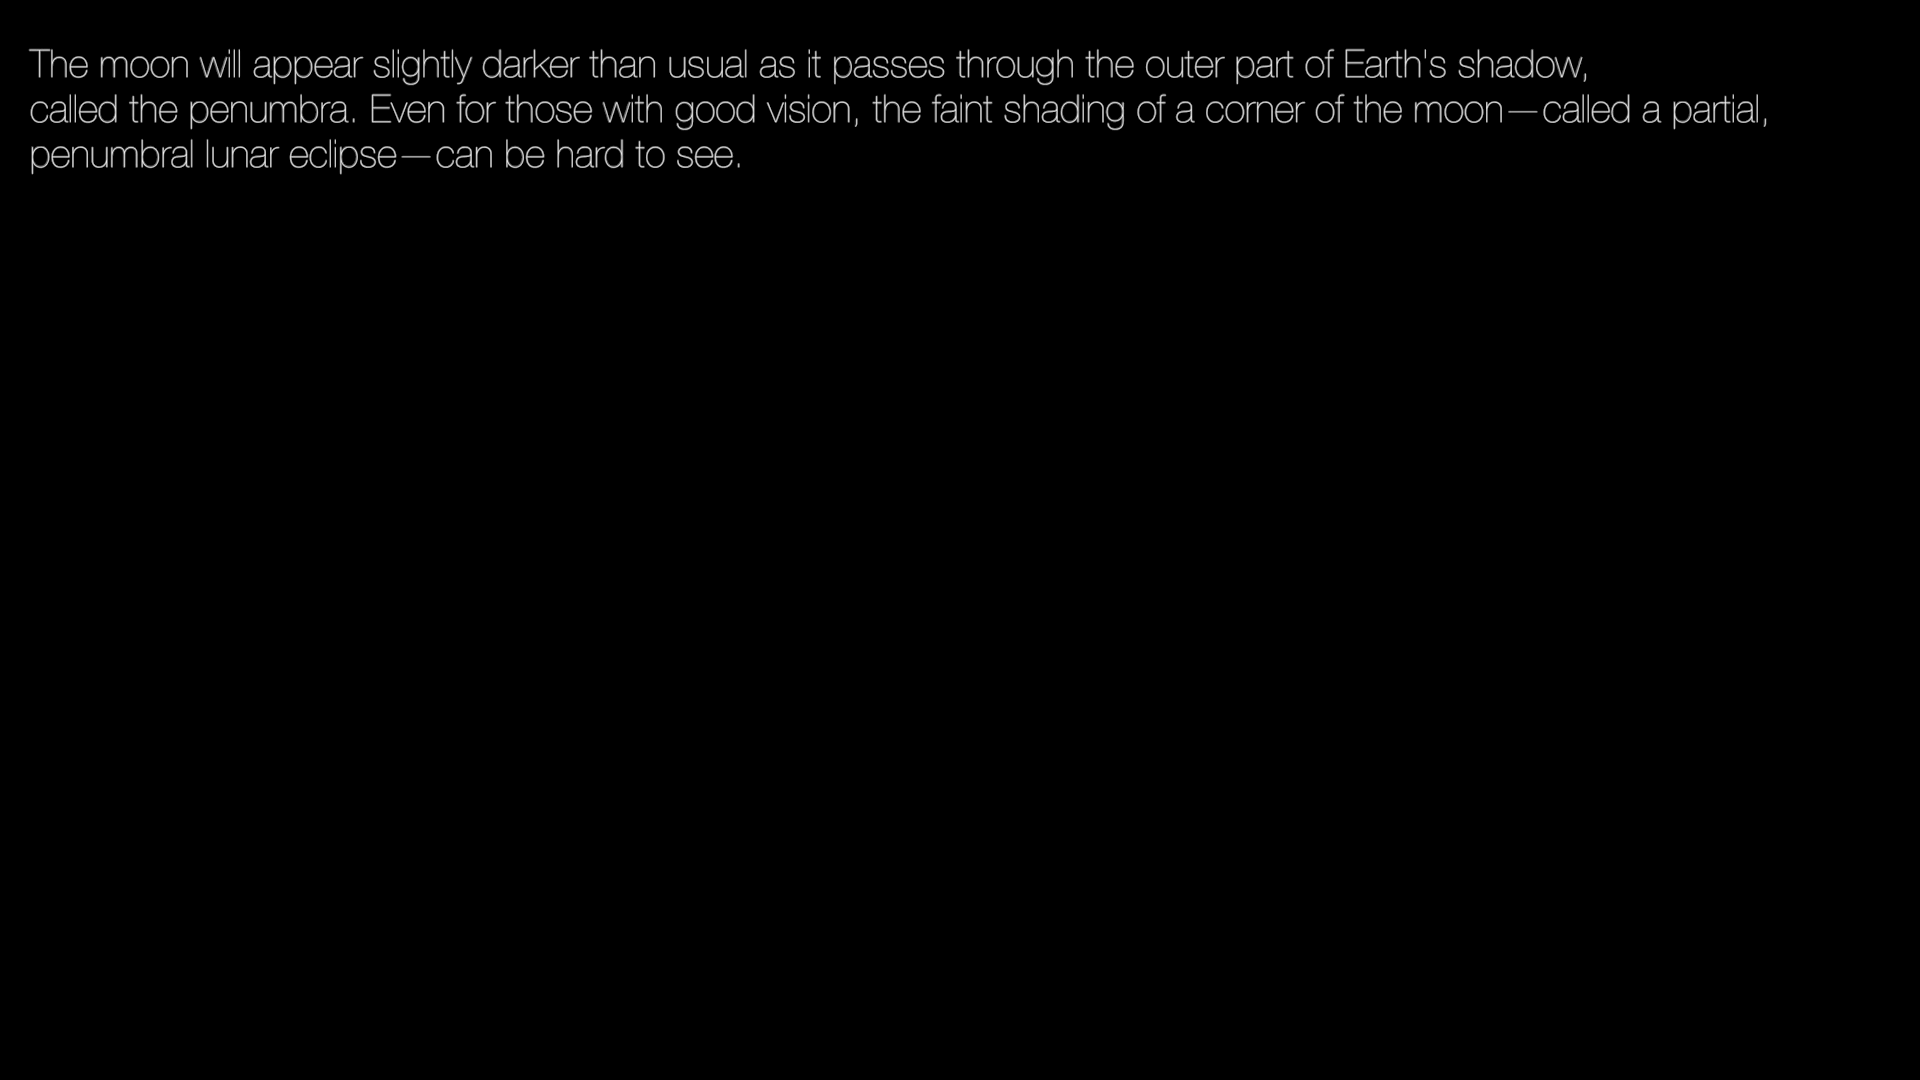 The moon will appear slightly darker than usual as it passes through the outer part of Earth's shadow,
called the penumbra. Even for those with good vision, the faint shading of a corner of the moon—called a partial,
penumbral lunar eclipse—can be hard to see.